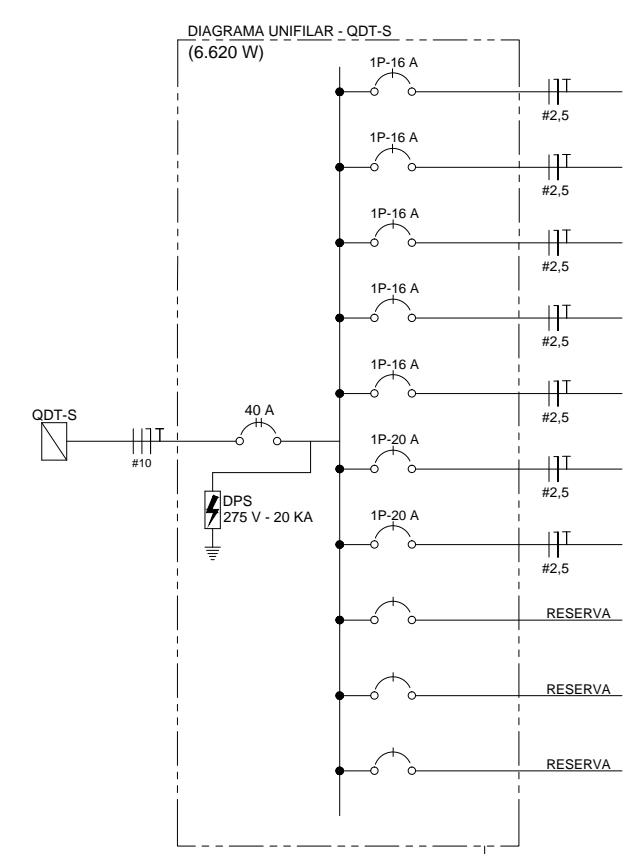 DIAGRAMA UNIFILAR - QDT-S
(6.620 W)
1P-16 A
T
#2,5
1P-16 A
T
#2,5
1P-16 A
T
#2,5
1P-16 A
T
#2,5
1P-16 A
T
#2,5
QDT-S
T
#10
40 A
1P-20 A
T
#2,5
DPS
275 V - 20 KA
1P-20 A
T
#2,5
RESERVA
RESERVA
RESERVA